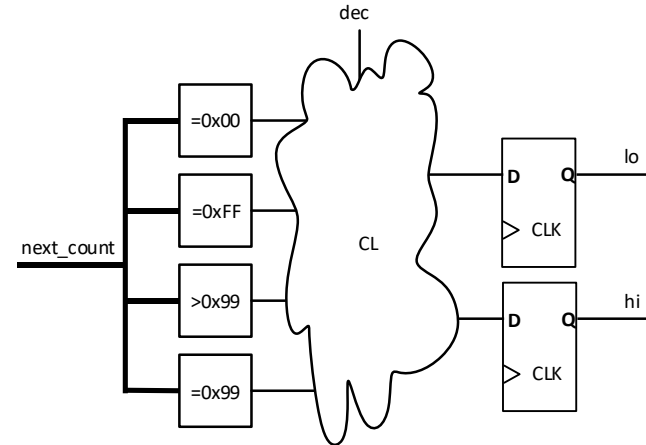 dec
=0x00
=0xFF
next_count
>0x99
=0x99
CL
D Q
CLK
lo
D Q
CLK
hi